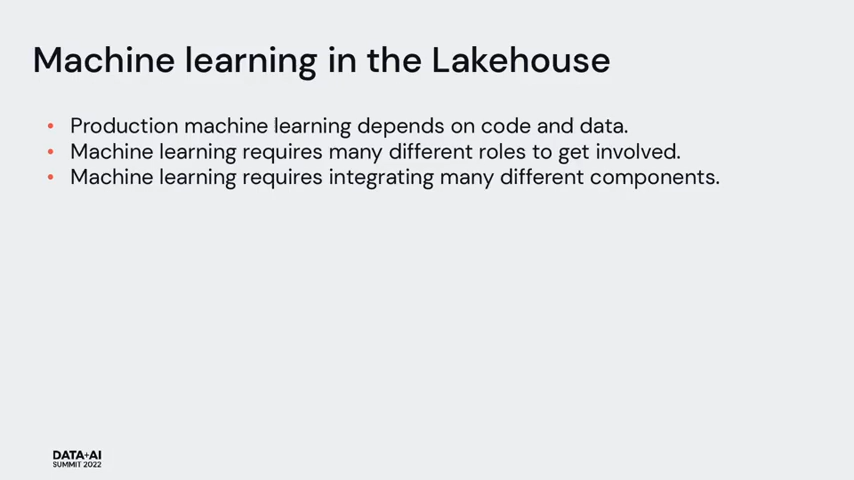 Machine learning in the Lakehouse
• Production machine learning depends on code and data.
• Machine learning requires many different roles to get involved.
• Machine learning requires integrating many different components.
DATA+AI
SUMMIT 2022